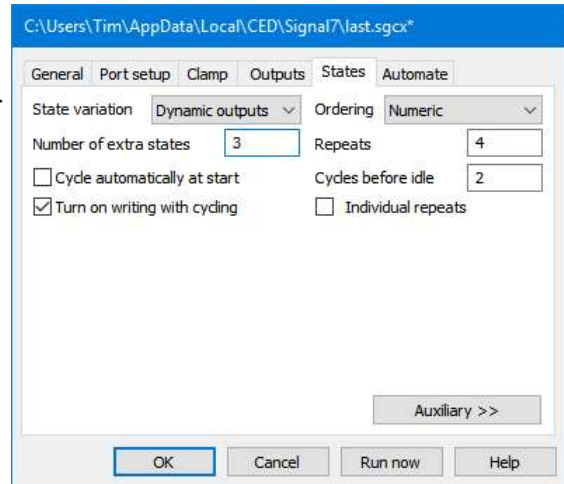 C:\Users\Tim\AppData\Local\CED\Signal7\last.sgcx*
General Port setup Clamp Outputs States Automate
State variation Dynamic outputs Ordering Numeric
Number of extra states 3 Repeats 4
Cycle automatically at start Cycles before idle 2
Turn on writing with cycling Individual repeats
Auxiliary >>
OK Cancel Run now Help